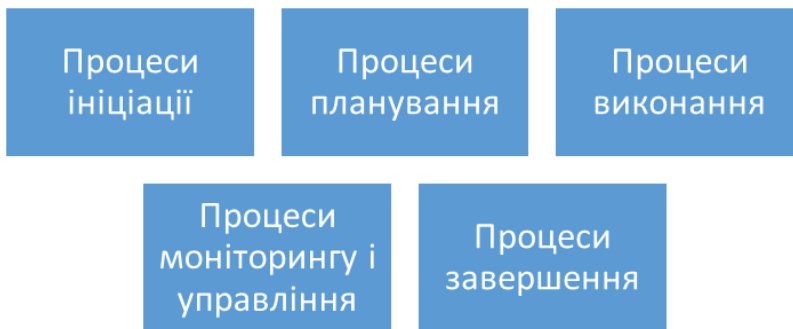 Процеси
ініціації
Процеси
планування
Процеси
виконання
Процеси
моніторингу і
управління
Процеси
завершення